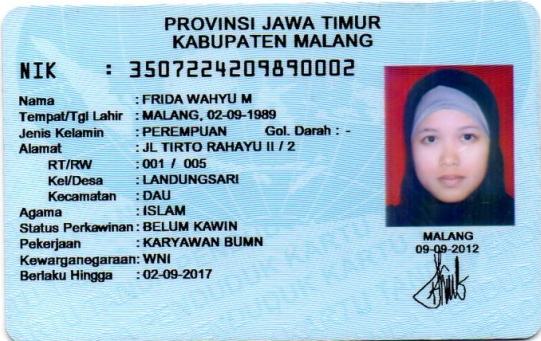 PROVINSI JAWA TIMUR
KABUPATEN MALANG
NIK : 3507224209890002
Nama : FRIDA WAHYU M
Tempat/Tgl Lahir : MALANG, 02-09-1989
Jenis Kelamin : PEREMPUAN Gol. Darah : -
Alamat : JL TIRTO RAHAYU II / 2
RT/RW : 001 / 005
Kel/Desa : LANDUNGSARI
Kecamatan : DAU
Agama : ISLAM
Status Perkawinan : BELUM KAWIN
Pekerjaan : KARYAWAN BUMN
Kewarganegaraan : WNI
Berlaku Hingga : 02-09-2017
MALANG
09-09-2012